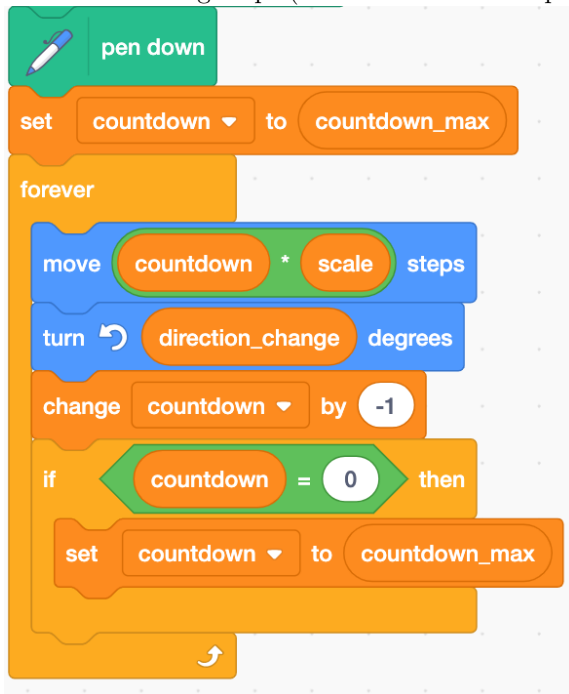 pen down
set countdown to countdown_max
forever
move countdown * scale steps
turn direction_change degrees
change countdown by -1
if countdown = 0 then
set countdown to countdown_max